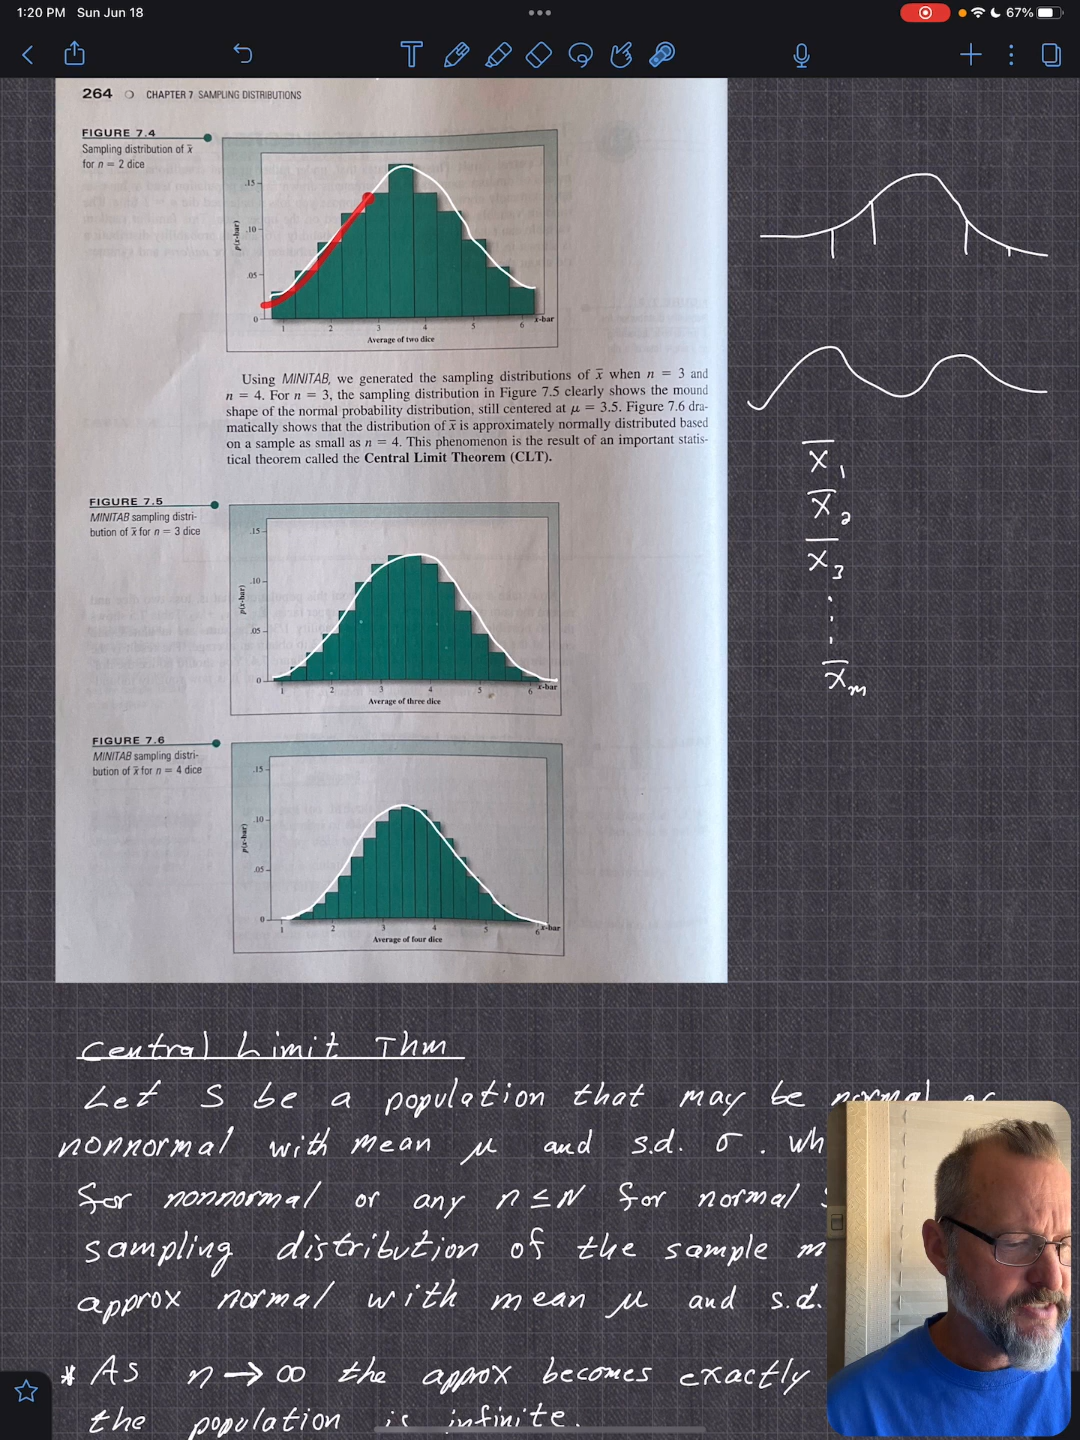 1:20 PM Sun Jun 18
67%
264 CHAPTER 7 SAMPLING DISTRIBUTIONS
FIGURE 7.4
Sampling distribution of x̄
for n = 2 dice
.15
.10
.05
0
p(x-bar)
1 2 3 4 5 6 x-bar
Average of two dice
Using MINITAB, we generated the sampling distributions of x̄ when n = 3 and
n = 4. For n = 3, the sampling distribution in Figure 7.5 clearly shows the mound
shape of the normal probability distribution, still centered at μ = 3.5. Figure 7.6 dra-
matically shows that the distribution of x̄ is approximately normally distributed based
on a sample as small as n = 4. This phenomenon is the result of an important statis-
tical theorem called the Central Limit Theorem (CLT).
x̄₁
x̄₂
x̄₃
x̄ₘ
FIGURE 7.5
MINITAB sampling distri-
bution of x̄ for n = 3 dice
.15
.10
.05
0
p(x-bar)
1 2 3 4 5 6 x-bar
Average of three dice
FIGURE 7.6
MINITAB sampling distri-
bution of x̄ for n = 4 dice
.15
.10
.05
0
p(x-bar)
1 2 3 4 5 6 x-bar
Average of four dice
Central Limit Thm
Let S be a population that may be normal or
nonnormal with mean μ and s.d. σ. Wh
for nonnormal or any n ≤ N for normal S
sampling distribution of the sample m
approx normal with mean μ and s.d.
* As n → ∞ the approx becomes exactly
the population is infinite.